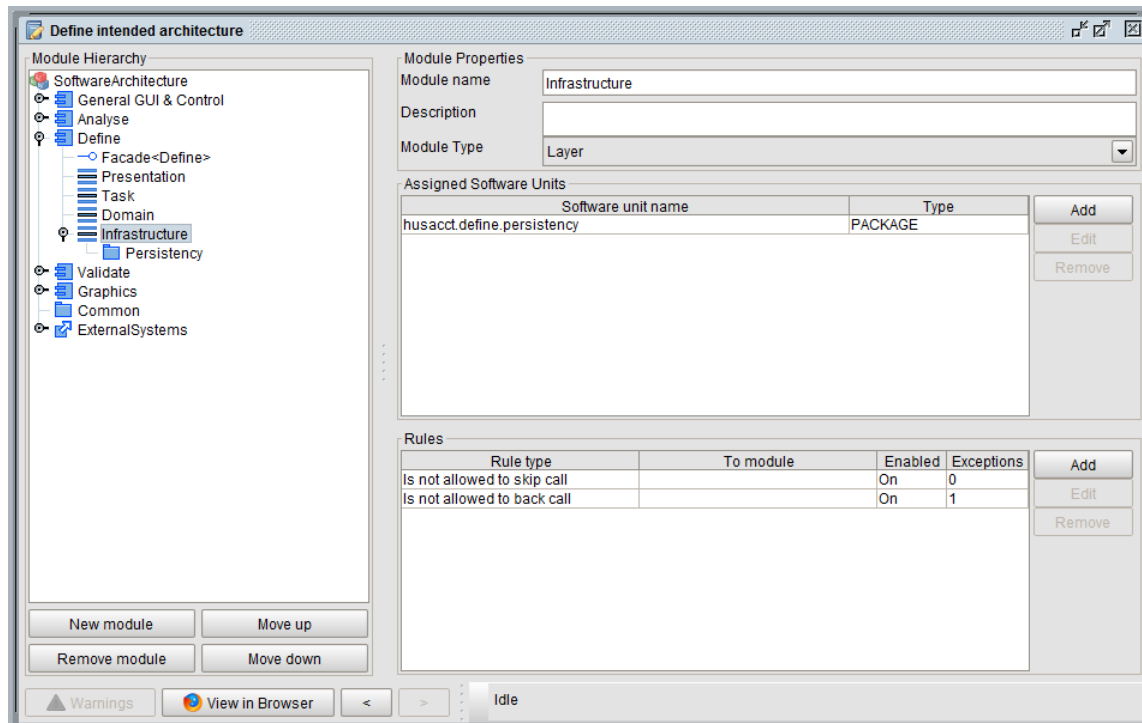 Define intended architecture
Module Hierarchy
SoftwareArchitecture
General GUI & Control
Analyse
Define
Facade<Define>
Presentation
Task
Domain
Infrastructure
Persistency
Validate
Graphics
Common
ExternalSystems
New module Move up
Remove module Move down
Module Properties
Module name Infrastructure
Description
Module Type Layer
Assigned Software Units
Software unit name Type
husacct.define.persistency PACKAGE
Add
Edit
Remove
Rules
Rule type To module Enabled Exceptions
Is not allowed to skip call On 0
Is not allowed to back call On 1
Add
Edit
Remove
Warnings View in Browser < > Idle